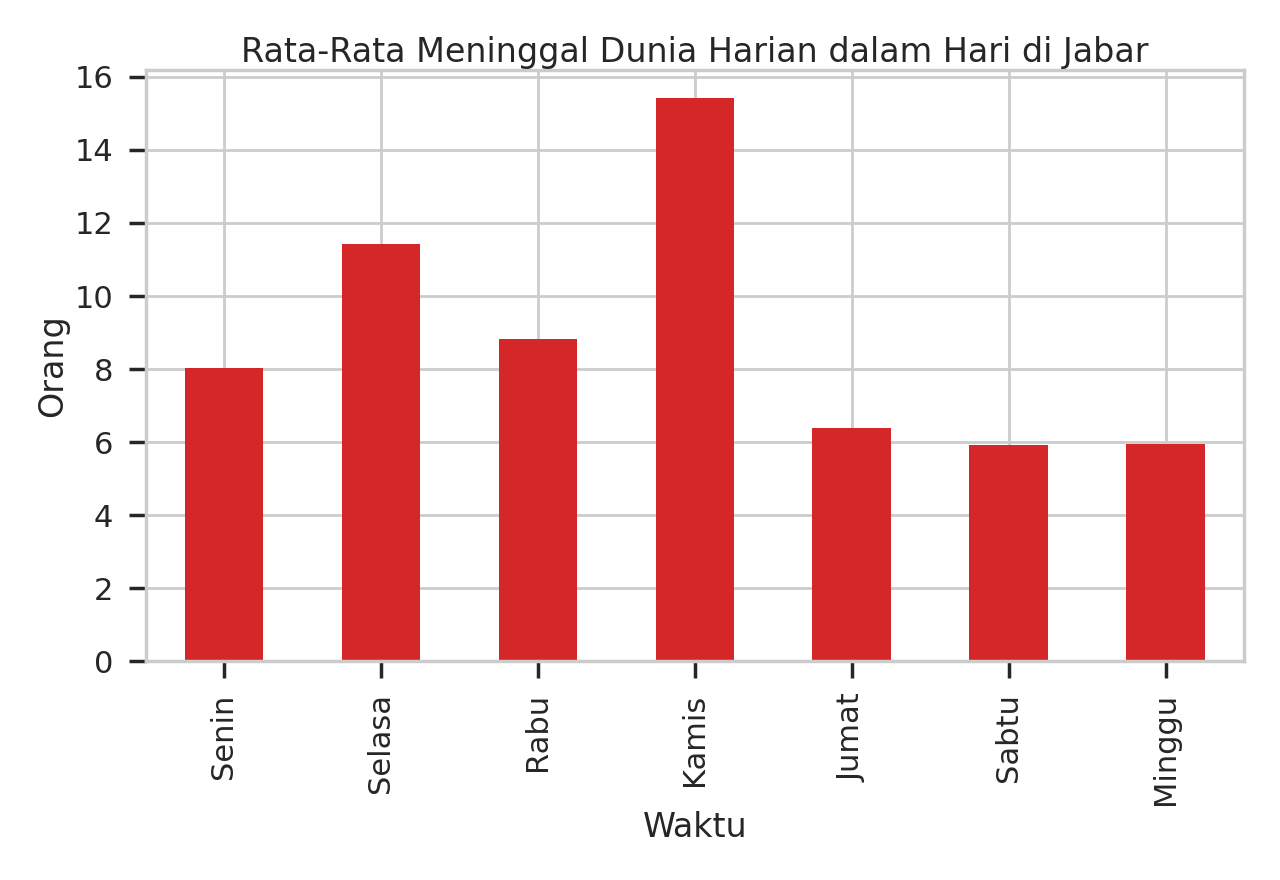 Rata-Rata Meninggal Dunia Harian dalam Hari di Jabar
16
14
12
10
8
6
4
2
0
Orang
Senin
Selasa
Rabu
Kamis
Jumat
Sabtu
Minggu
Waktu